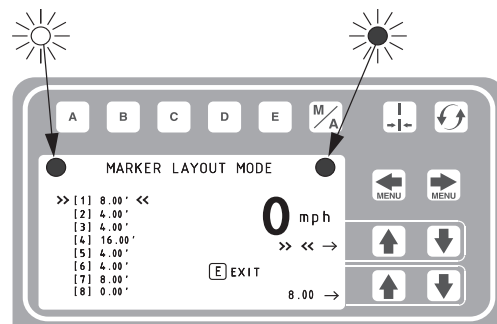 A B C D E M/A
MARKER LAYOUT MODE
>> [1] 8.00' <<
[2] 4.00'
[3] 4.00'
[4] 16.00'
[5] 4.00'
[6] 4.00'
[7] 8.00'
[8] 0.00'
0 mph
>> << →
E EXIT
8.00 →
MENU MENU